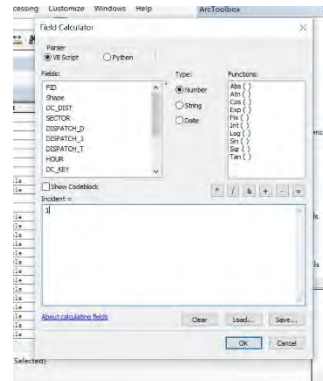 cessing Customize Windows Help
ArcToolbox
Field Calculator
Parser
VB Script Python
Fields:
Type:
Functions:
FID
Shape
DC_DIST
SECTOR
DISPATCH_D
DISPATCH_1
DISPATCH_T
HOUR
DC_KEY
Number
String
Date
Abs ( )
Atn ( )
Cos ( )
Exp ( )
Fix ( )
Int ( )
Log ( )
Sin ( )
Sqr ( )
Tan ( )
Show Codeblock
* / & + - =
Incident =
1
About calculating fields
Clear Load... Save...
OK Cancel
Selected)